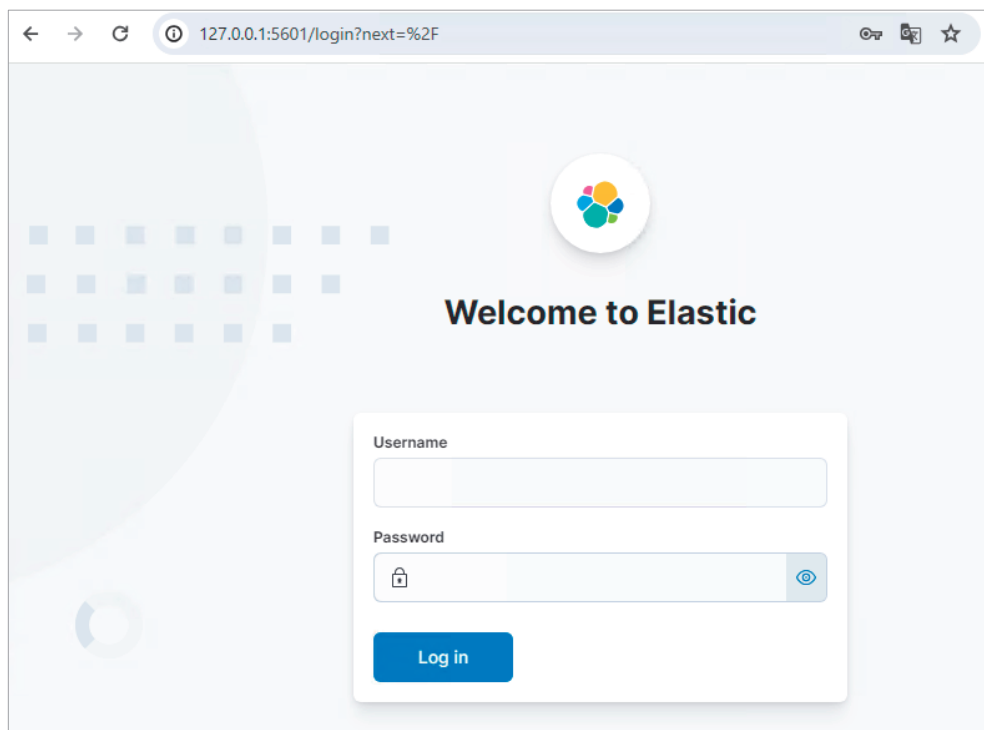 127.0.0.1:5601/login?next=%2F
Welcome to Elastic
Username
Password
Log in